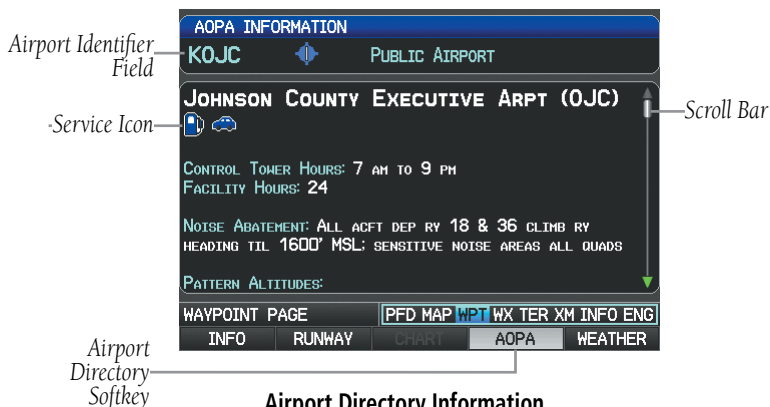 AOPA INFORMATION
Airport Identifier
Field
KOJC
PUBLIC AIRPORT
JOHNSON COUNTY EXECUTIVE ARPT (OJC)
-Service Icon
Scroll Bar
CONTROL TOWER HOURS: 7 AM TO 9 PM
FACILITY HOURS: 24
NOISE ABATEMENT: ALL ACFT DEP RY 18 & 36 CLIMB RY
HEADING TIL 1600' MSL; SENSITIVE NOISE AREAS ALL QUADS
PATTERN ALTITUDES:
WAYPOINT PAGE
PFD MAP WPT WX TER XM INFO ENG
INFO RUNWAY CHART AOPA WEATHER
Airport
Directory
Softkey
Airport Directory Information